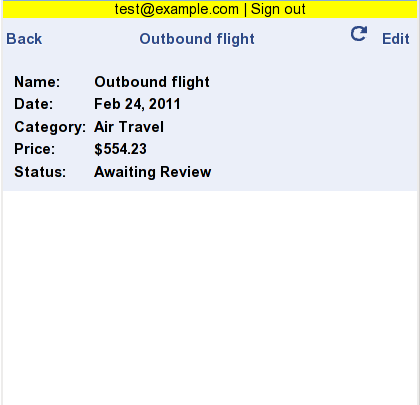 test@example.com | Sign out
Back Outbound flight Edit
Name: Outbound flight
Date: Feb 24, 2011
Category: Air Travel
Price: $554.23
Status: Awaiting Review